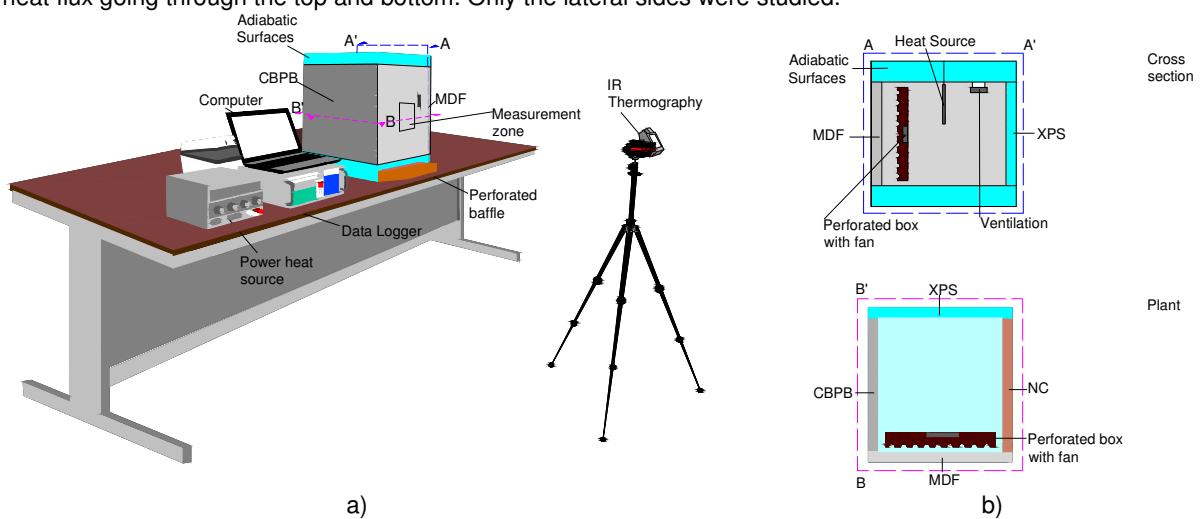 heat flux going through the top and bottom. Only the lateral sides were studied.
Adiabatic
Surfaces
A'
A
CBPB
Computer
B'
B
MDF
Measurement
zone
IR
Thermography
Perforated
baffle
Data Logger
Power heat
source
a)
A
Heat Source
A'
Cross
section
Adiabatic
Surfaces
MDF
XPS
Perforated box
with fan
Ventilation
B'
XPS
Plant
CBPB
NC
Perforated box
with fan
B
MDF
b)